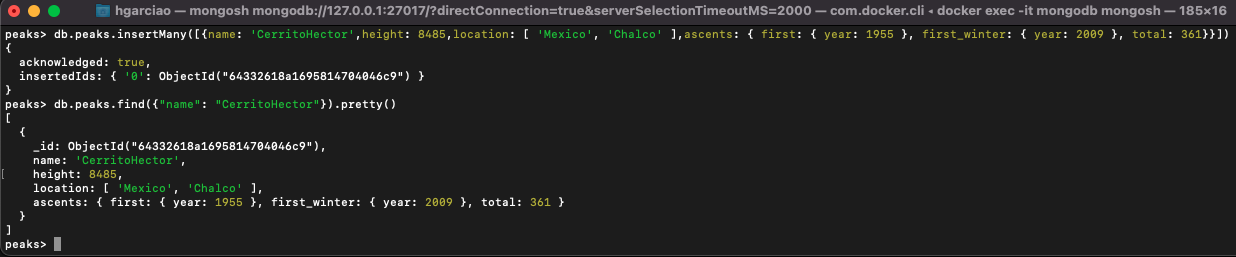 hgarciao — mongosh mongodb://127.0.0.1:27017/?directConnection=true&serverSelectionTimeoutMS=2000 — com.docker.cli ◂ docker exec -it mongodb mongosh — 185×16
peaks> db.peaks.insertMany([{name: 'CerritoHector',height: 8485,location: [ 'Mexico', 'Chalco' ],ascents: { first: { year: 1955 }, first_winter: { year: 2009 }, total: 361}}])
{
  acknowledged: true,
  insertedIds: { '0': ObjectId("64332618a1695814704046c9") }
}
peaks> db.peaks.find({"name": "CerritoHector"}).pretty()
[
  {
    _id: ObjectId("64332618a1695814704046c9"),
    name: 'CerritoHector',
    height: 8485,
    location: [ 'Mexico', 'Chalco' ],
    ascents: { first: { year: 1955 }, first_winter: { year: 2009 }, total: 361 }
  }
]
peaks>